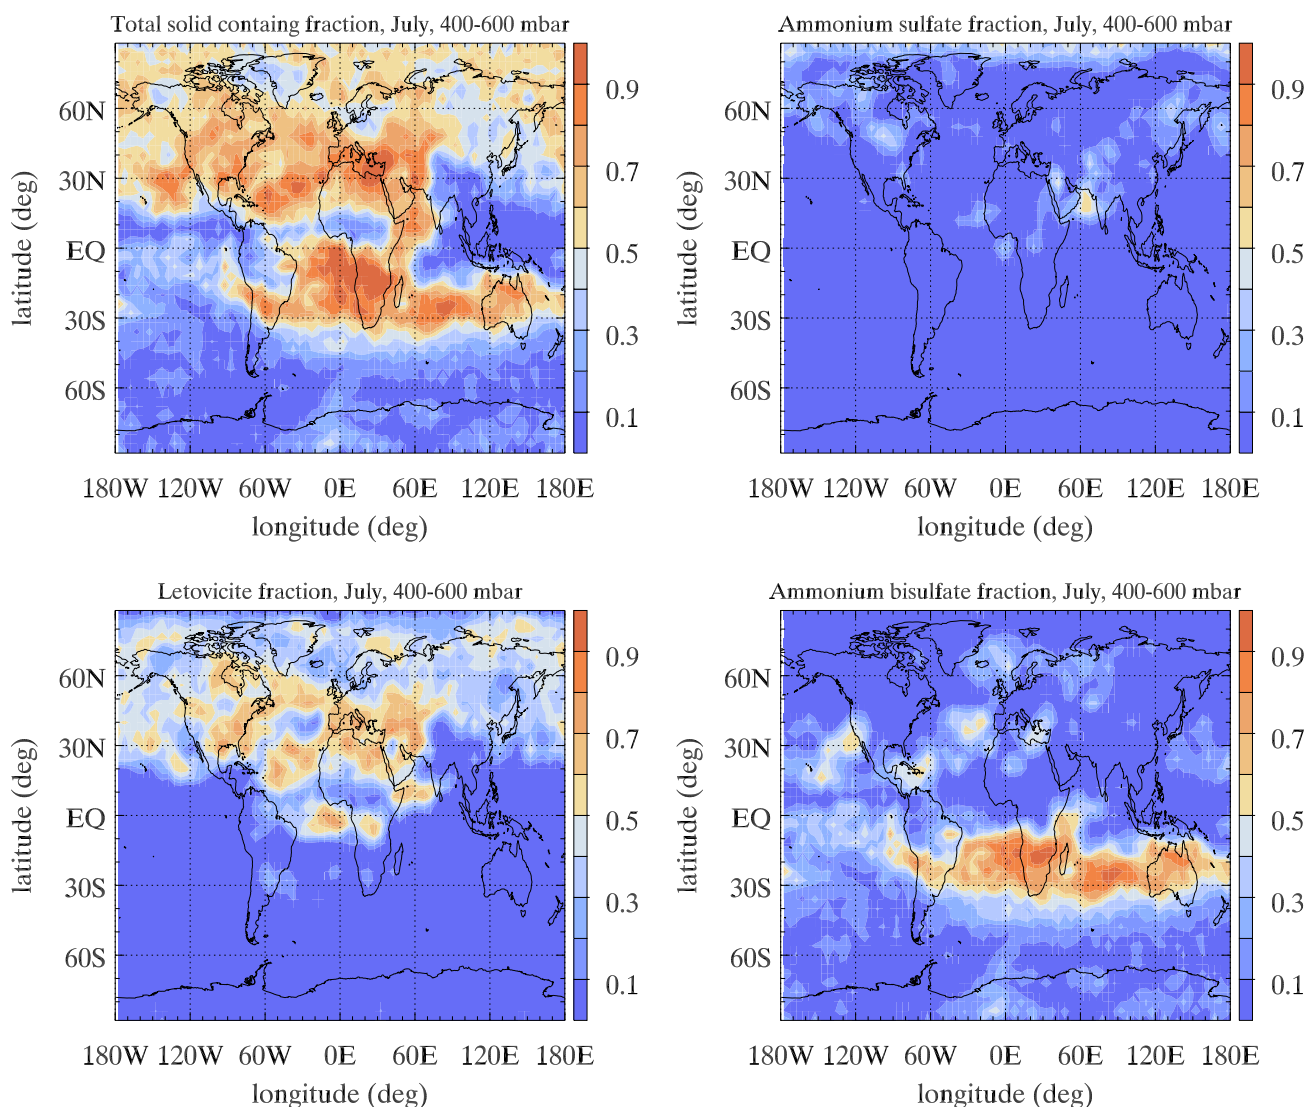 Total solid containg fraction, July, 400-600 mbar
60N
30N
EQ
30S
60S
latitude (deg)
180W 120W 60W 0E 60E 120E 180E
longitude (deg)
0.9
0.7
0.5
0.3
0.1
Ammonium sulfate fraction, July, 400-600 mbar
60N
30N
EQ
30S
60S
latitude (deg)
180W 120W 60W 0E 60E 120E 180E
longitude (deg)
0.9
0.7
0.5
0.3
0.1
Letovicite fraction, July, 400-600 mbar
60N
30N
EQ
30S
60S
latitude (deg)
180W 120W 60W 0E 60E 120E 180E
longitude (deg)
0.9
0.7
0.5
0.3
0.1
Ammonium bisulfate fraction, July, 400-600 mbar
60N
30N
EQ
30S
60S
latitude (deg)
180W 120W 60W 0E 60E 120E 180E
longitude (deg)
0.9
0.7
0.5
0.3
0.1